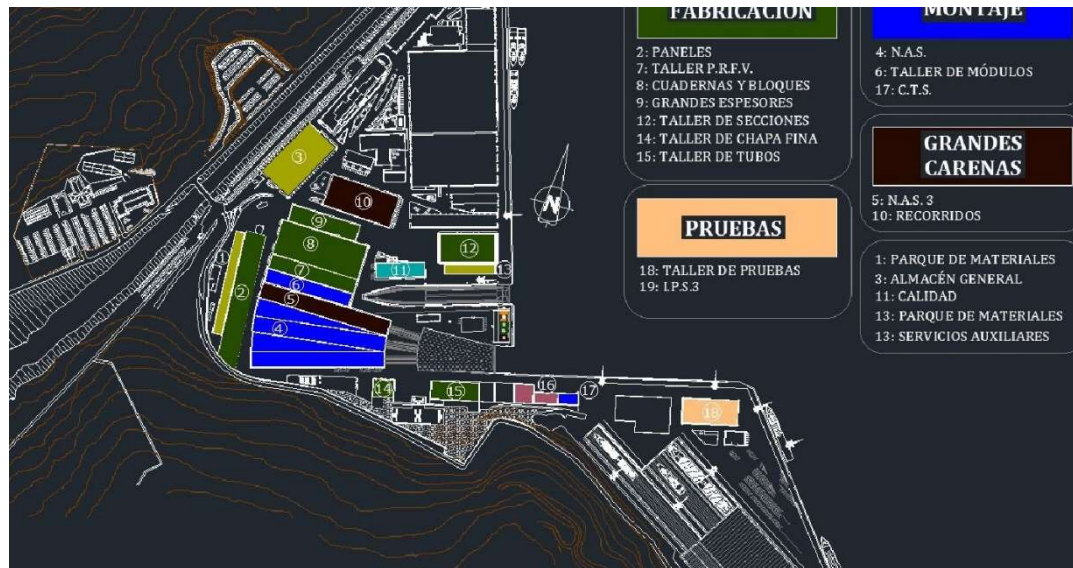 FABRICACIÓN
2: PANELES
7: TALLER P.R.F.V.
8: CUADERNAS Y BLOQUES
9: GRANDES ESPESORES
12: TALLER DE SECCIONES
14: TALLER DE CHAPA FINA
15: TALLER DE TUBOS
MONTAJE
4: N.A.S.
6: TALLER DE MÓDULOS
17: C.T.S.
GRANDES
CARENAS
5: N.A.S. 3
10: RECORRIDOS
PRUEBAS
18: TALLER DE PRUEBAS
19: I.P.S.3
1: PARQUE DE MATERIALES
3: ALMACÉN GENERAL
11: CALIDAD
13: PARQUE DE MATERIALES
13: SERVICIOS AUXILIARES
3
10
9
8
12
7
11
13
1
6
2
5
4
N
14
15
16
17
18